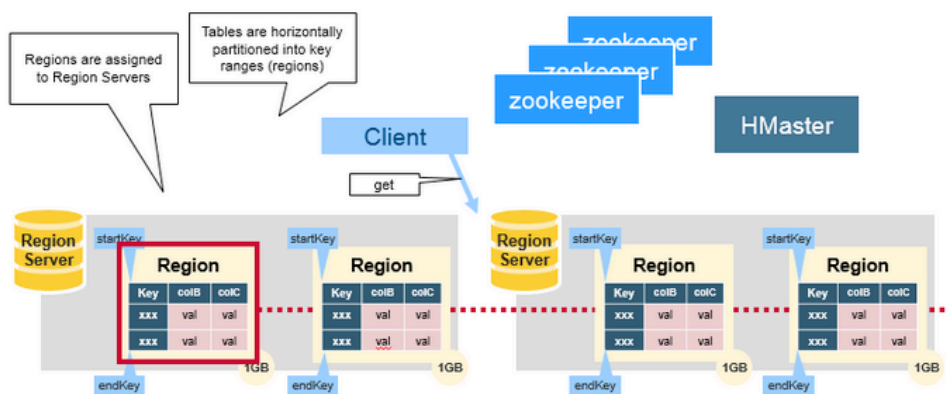 Regions are assigned
to Region Servers
Tables are horizontally
partitioned into key
ranges (regions)
zookeeper
zookeeper
zookeeper
HMaster
Client
get
Region
Server
startKey
Region
Key colB colC
xxx val val
xxx val val
endKey
1GB
startKey
Region
Key colB colC
xxx val val
xxx val val
endKey
1GB
Region
Server
startKey
Region
Key colB colC
xxx val val
xxx val val
endKey
1GB
startKey
Region
Key colB colC
xxx val val
xxx val val
endKey
1GB